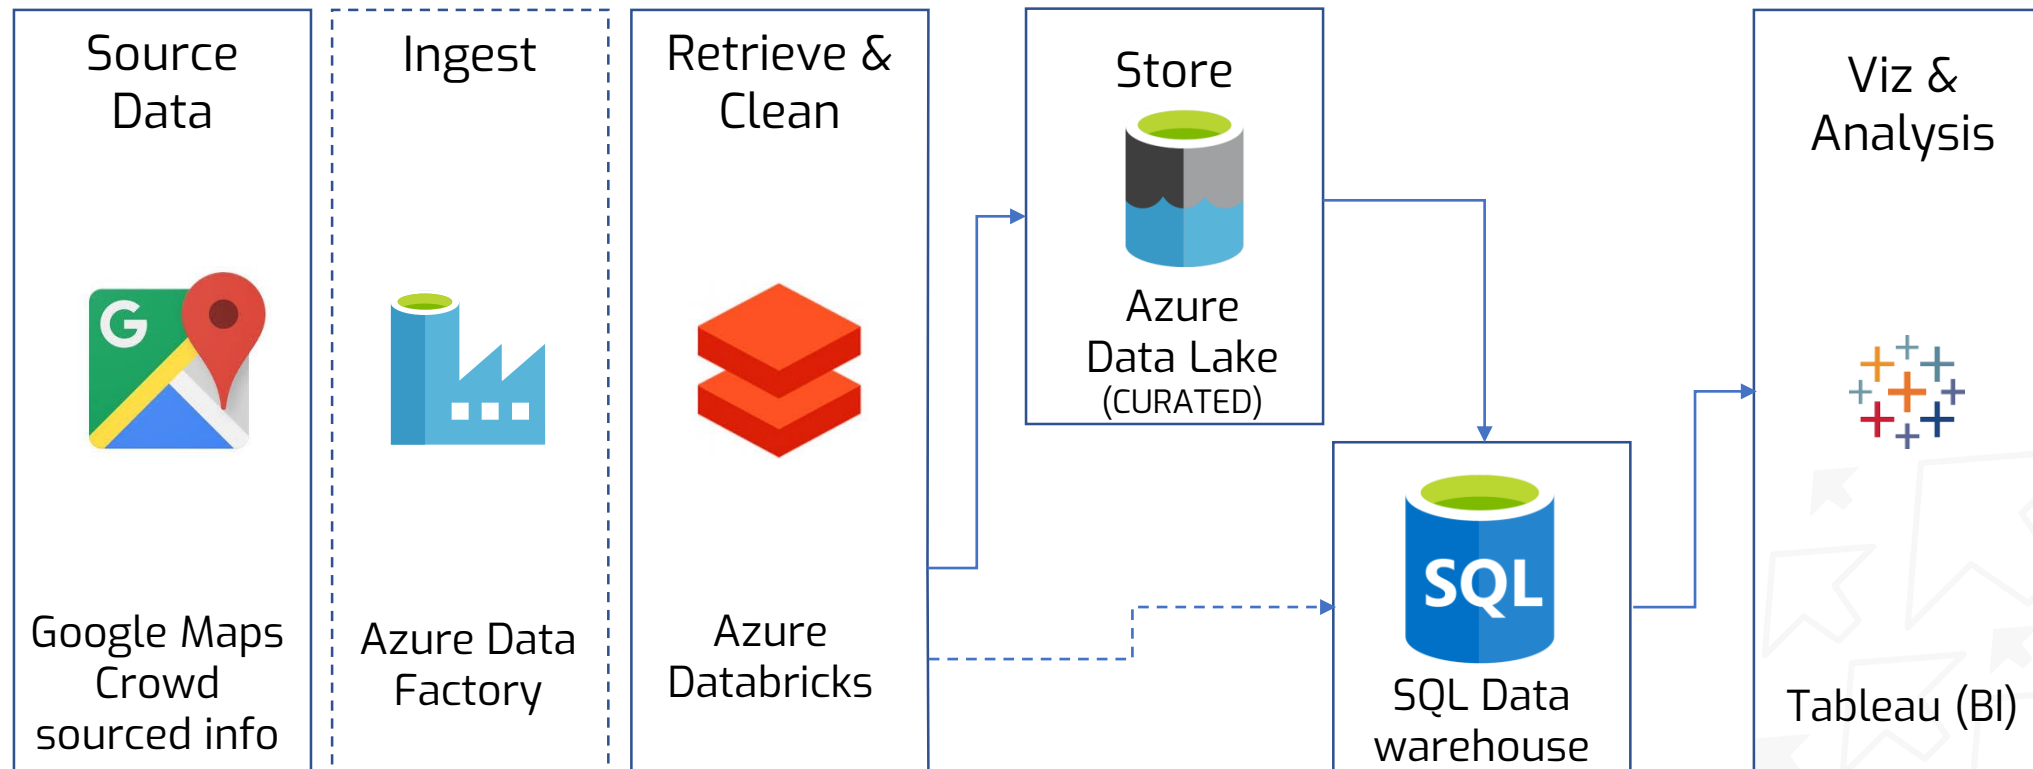 Source
Data
G
Google Maps
Crowd
sourced info
Ingest
Azure Data
Factory
Retrieve &
Clean
Azure
Databricks
Store
Azure
Data Lake
(CURATED)
SQL
SQL Data
warehouse
Viz &
Analysis
Tableau (BI)